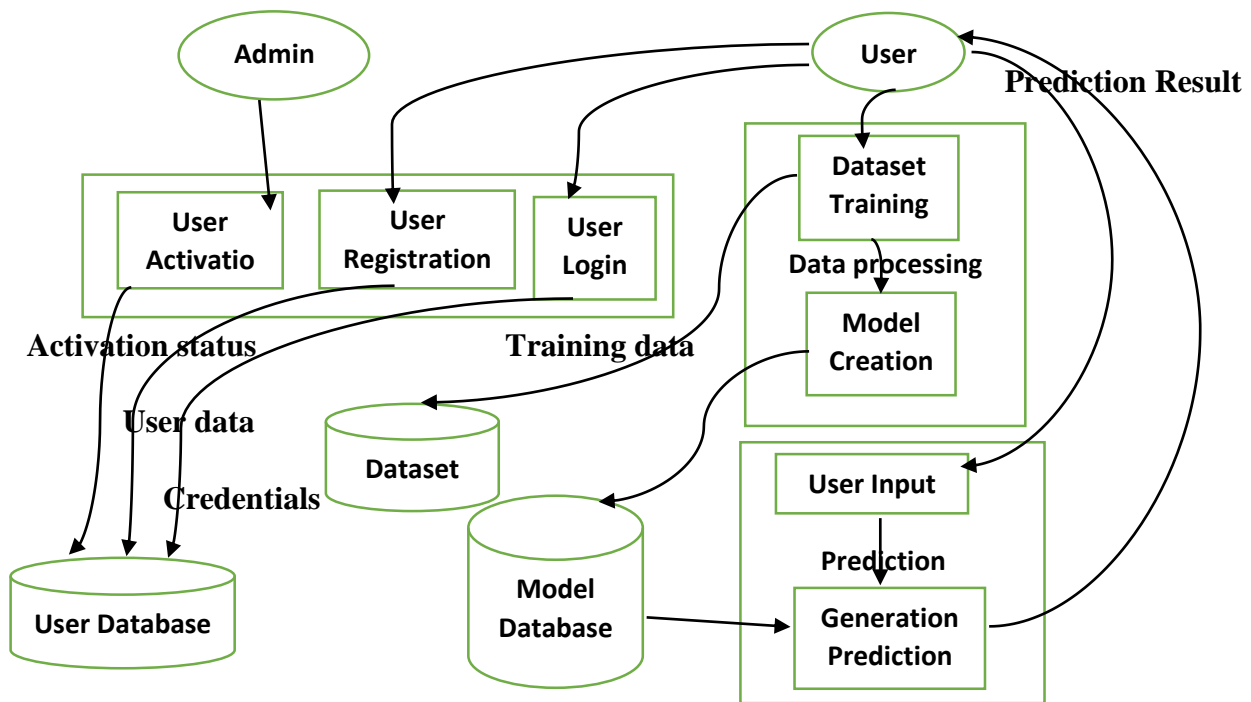 Admin
User
Prediction Result
Dataset
Training
User
Activatio
User
Registration
User
Login
Data processing
Model
Creation
Activation status
Training data
User data
Dataset
Credentials
User Input
Prediction
Model
Database
User Database
Generation
Prediction